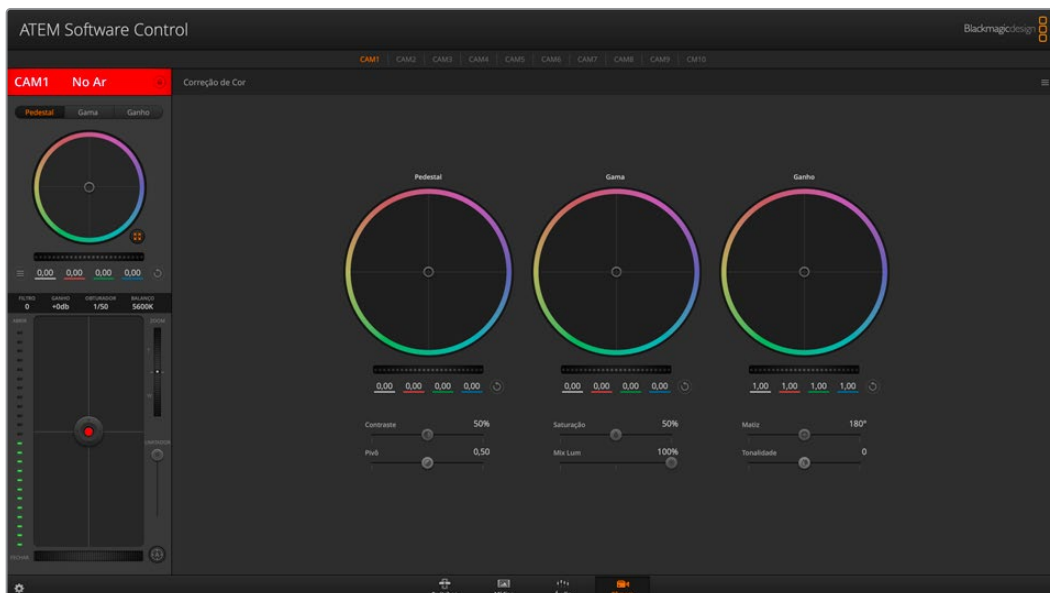 ATEM Software Control
Blackmagicdesign
CAM1 CAM2 CAM3 CAM4 CAM5 CAM6 CAM7 CAM8 CAM9 CM10
CAM1 No Ar
Correção de Cor
Pedestal Gama Ganho
Pedestal Gama Ganho
0,00 0,00 0,00 0,00
FILTRO GANHO OBTURADOR BALANÇO
0 +0db 1/50 5600K
ABRIR ZOOM
0,00 0,00 0,00 0,00 0,00 0,00 0,00 0,00 1,00 1,00 1,00 1,00
Contraste 50% Saturação 50% Matiz 180°
Pivô 0,50 Mix Lum 100% Tonalidade 0
FECHAR